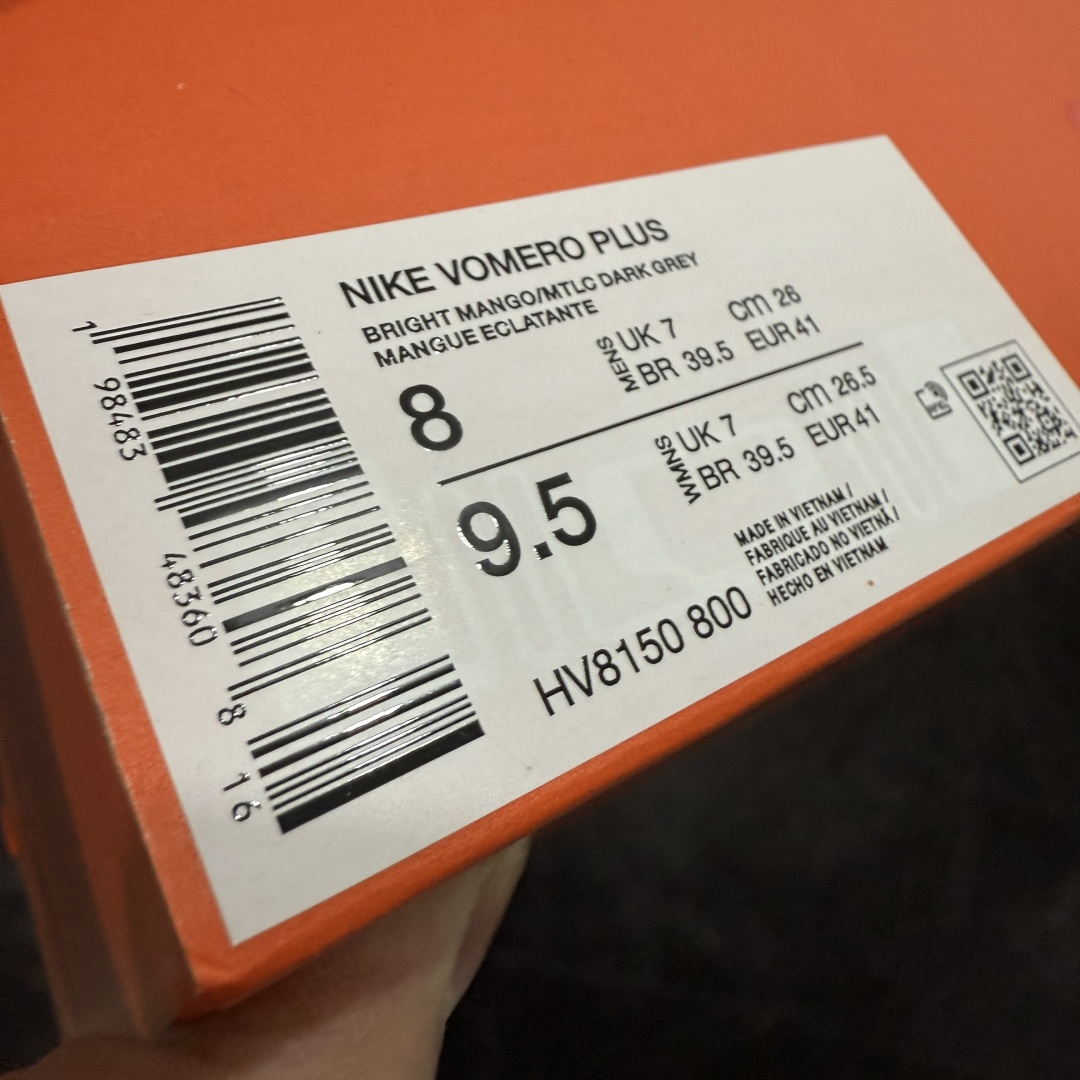 NIKE VOMERO PLUS
BRIGHT MANGO/MTLC DARK GREY
MANGUE ECLATANTE
8
MENS
UK 7 cm 26
BR 39.5 EUR 41
9.5
WMNS
UK 7 cm 26.5
BR 39.5 EUR 41
MADE IN VIETNAM /
FABRIQUE AU VIETNAM /
FABRICADO NO VIETNÃ /
HECHO EN VIETNAM
HV8150 800
1 98483 48360 8 16